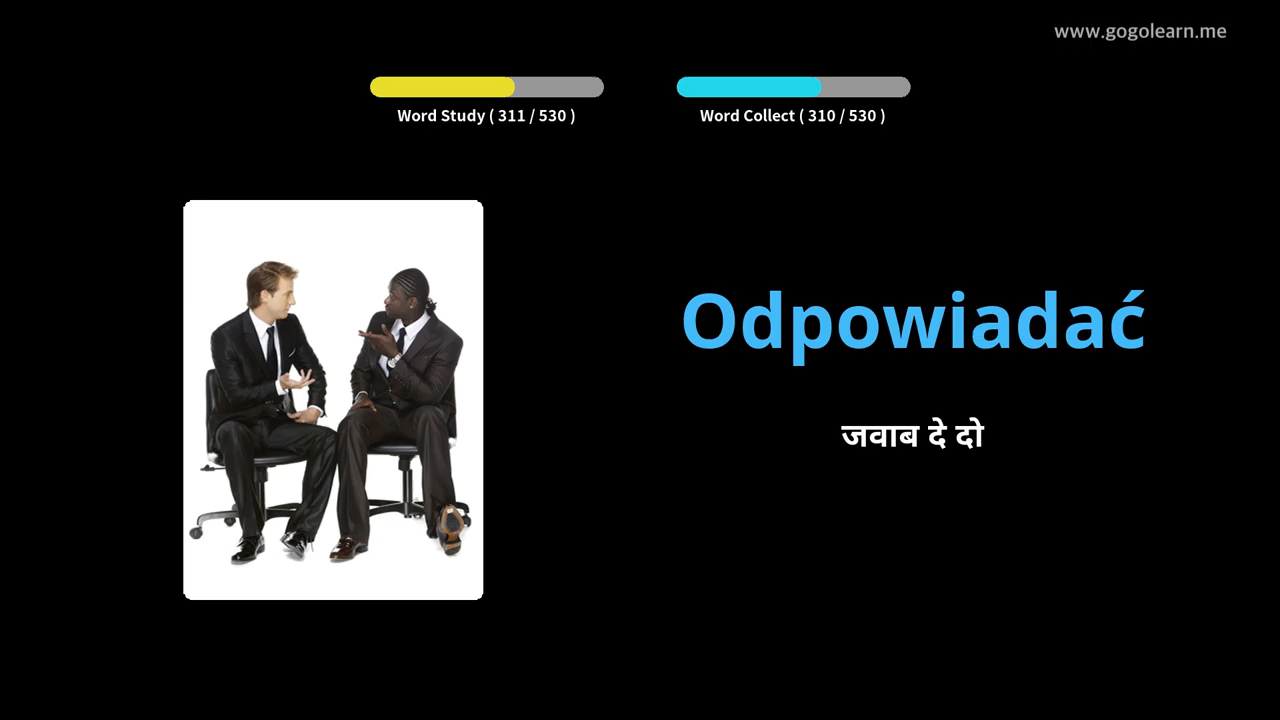 www.gogolearn.me
Word Study ( 311 / 530 )
Word Collect ( 310 / 530 )
Odpowiadać
जवाब दे दो